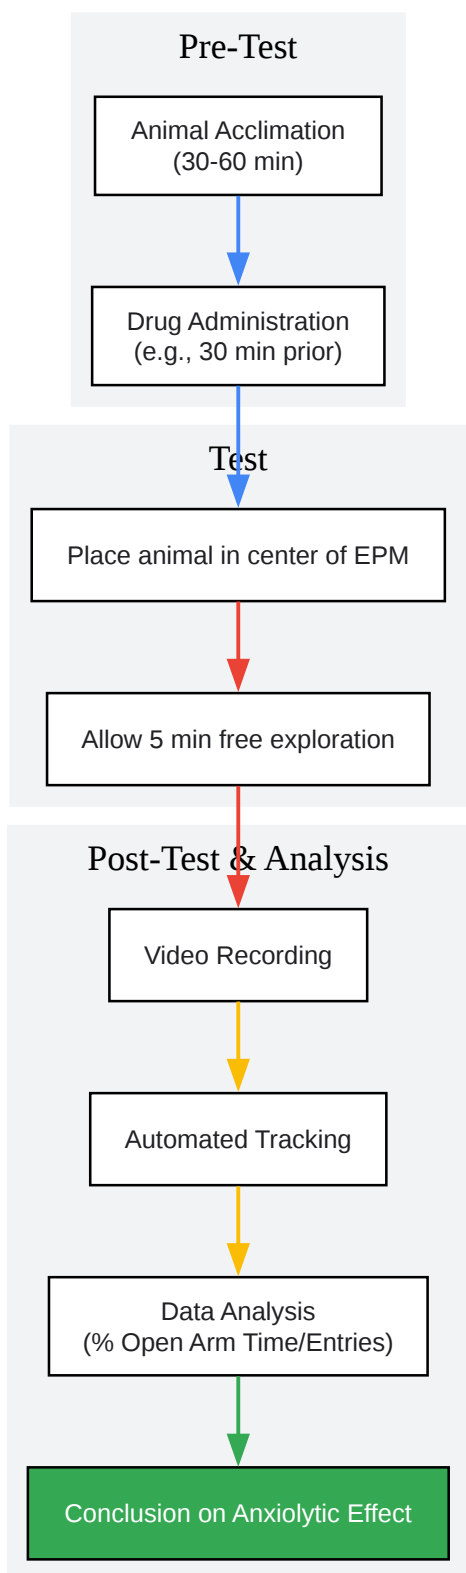 Pre-Test
Animal Acclimation
(30-60 min)
Drug Administration
(e.g., 30 min prior)
Test
Place animal in center of EPM
Allow 5 min free exploration
Post-Test & Analysis
Video Recording
Automated Tracking
Data Analysis
(% Open Arm Time/Entries)
Conclusion on Anxiolytic Effect